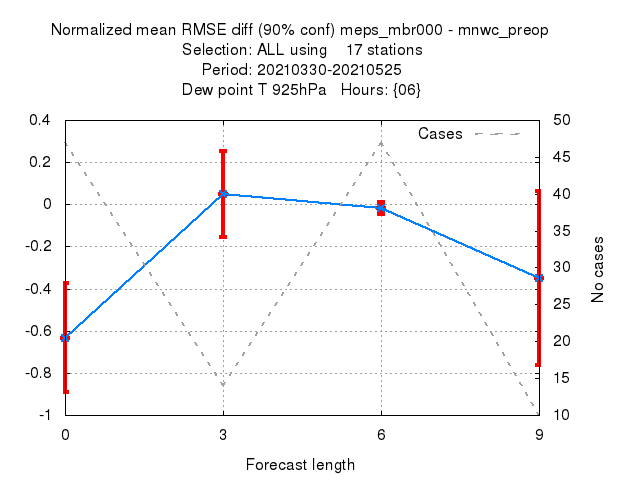 Normalized mean RMSE diff (90% conf) meps_mbr000 - mnwc_preop
Selection: ALL using 17 stations
Period: 20210330-20210525
Dew point T 925hPa Hours: {06}
Cases
0.4
0.2
0
-0.2
-0.4
-0.6
-0.8
-1
50
45
40
35
30
25
20
15
10
No cases
0 3 6 9
Forecast length